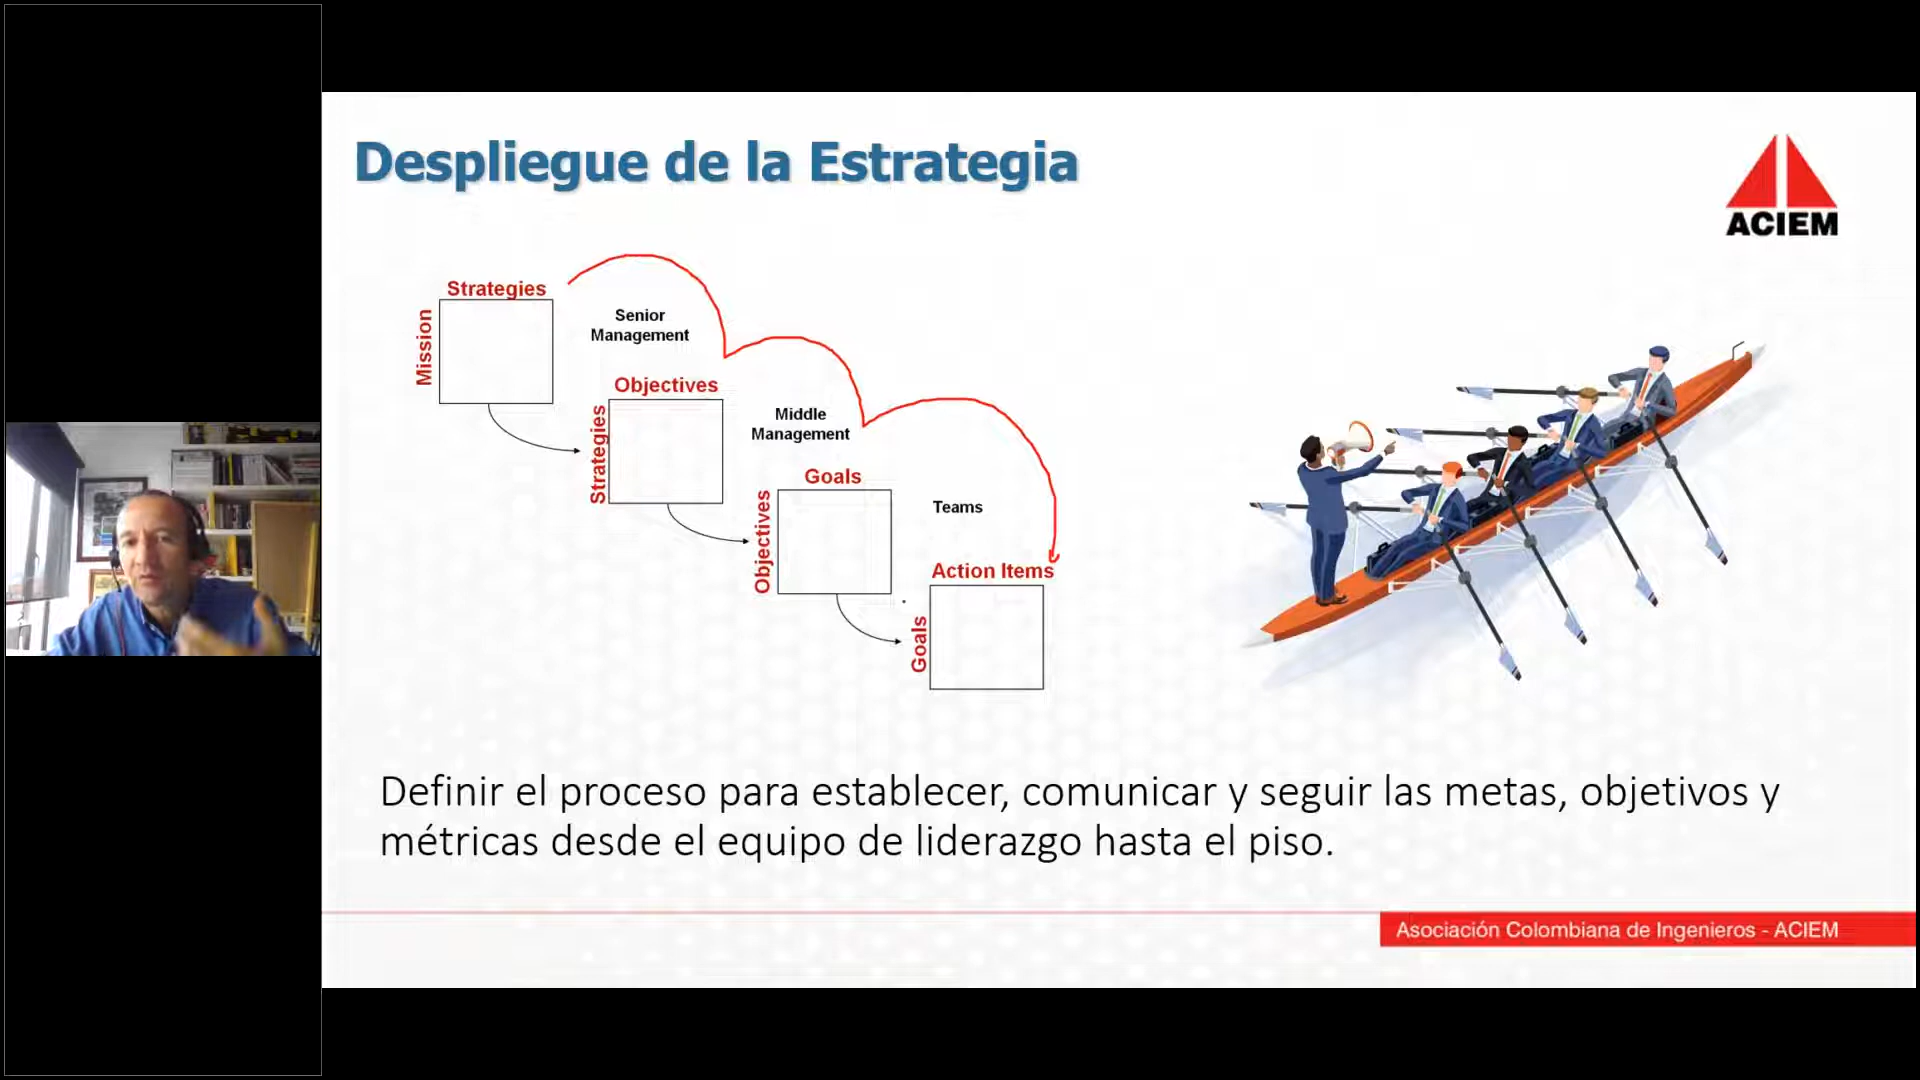 Despliegue de la Estrategia
ACIEM
Strategies
Mission
Senior
Management
Objectives
Strategies
Middle
Management
Goals
Objectives
Teams
Action Items
Goals
Definir el proceso para establecer, comunicar y seguir las metas, objetivos y
métricas desde el equipo de liderazgo hasta el piso.
Asociación Colombiana de Ingenieros - ACIEM